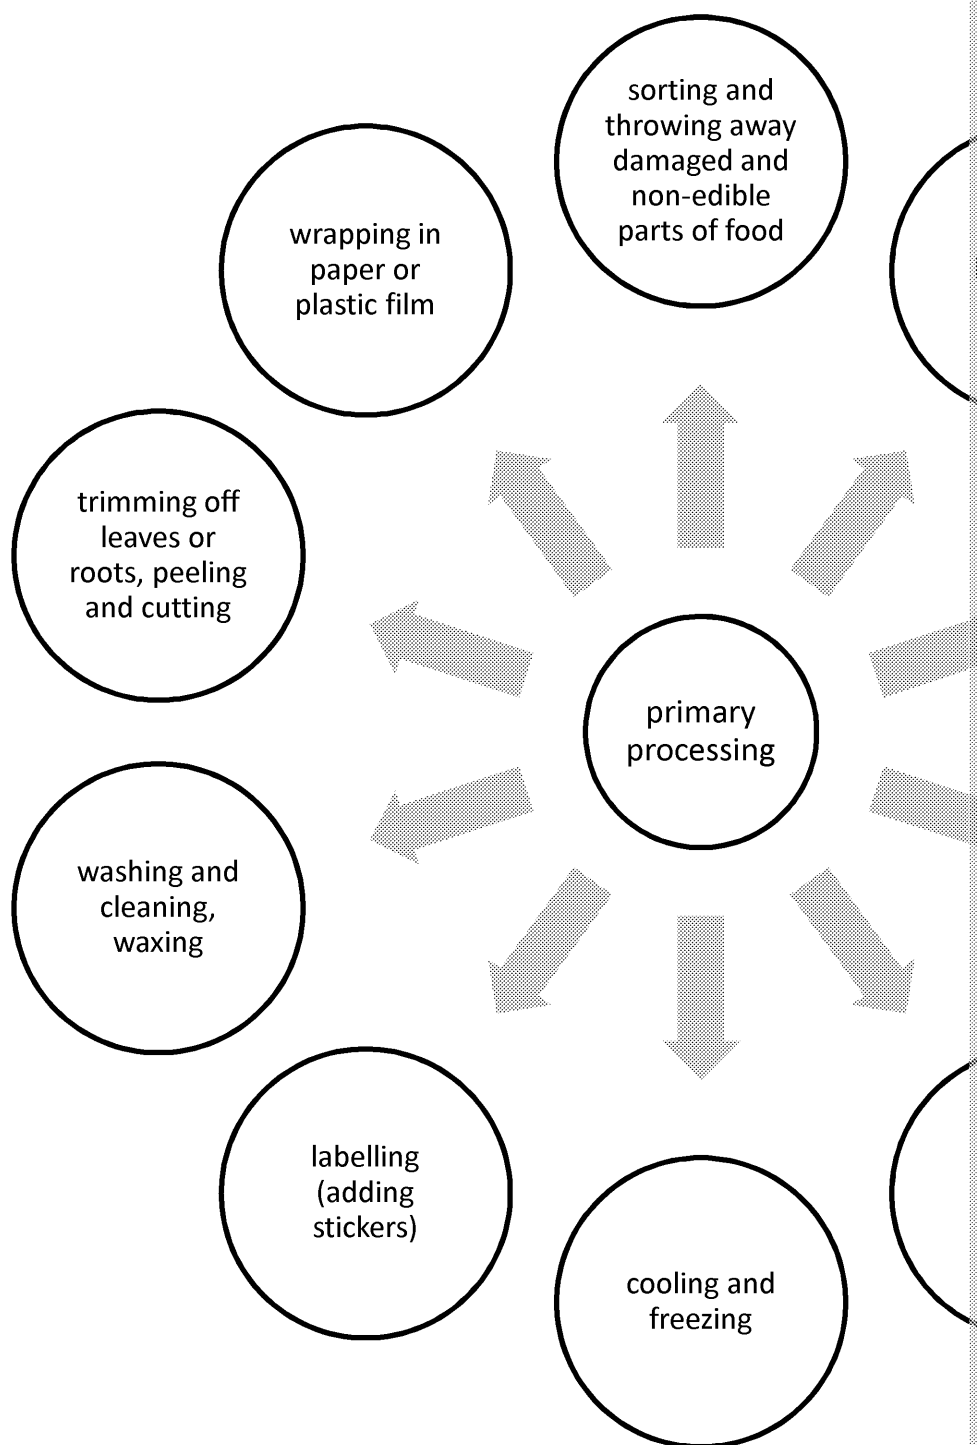 sorting and
throwing away
damaged and
non-edible
parts of food
wrapping in
paper or
plastic film
trimming off
leaves or
roots, peeling
and cutting
primary
processing
washing and
cleaning,
waxing
labelling
(adding
stickers)
cooling and
freezing